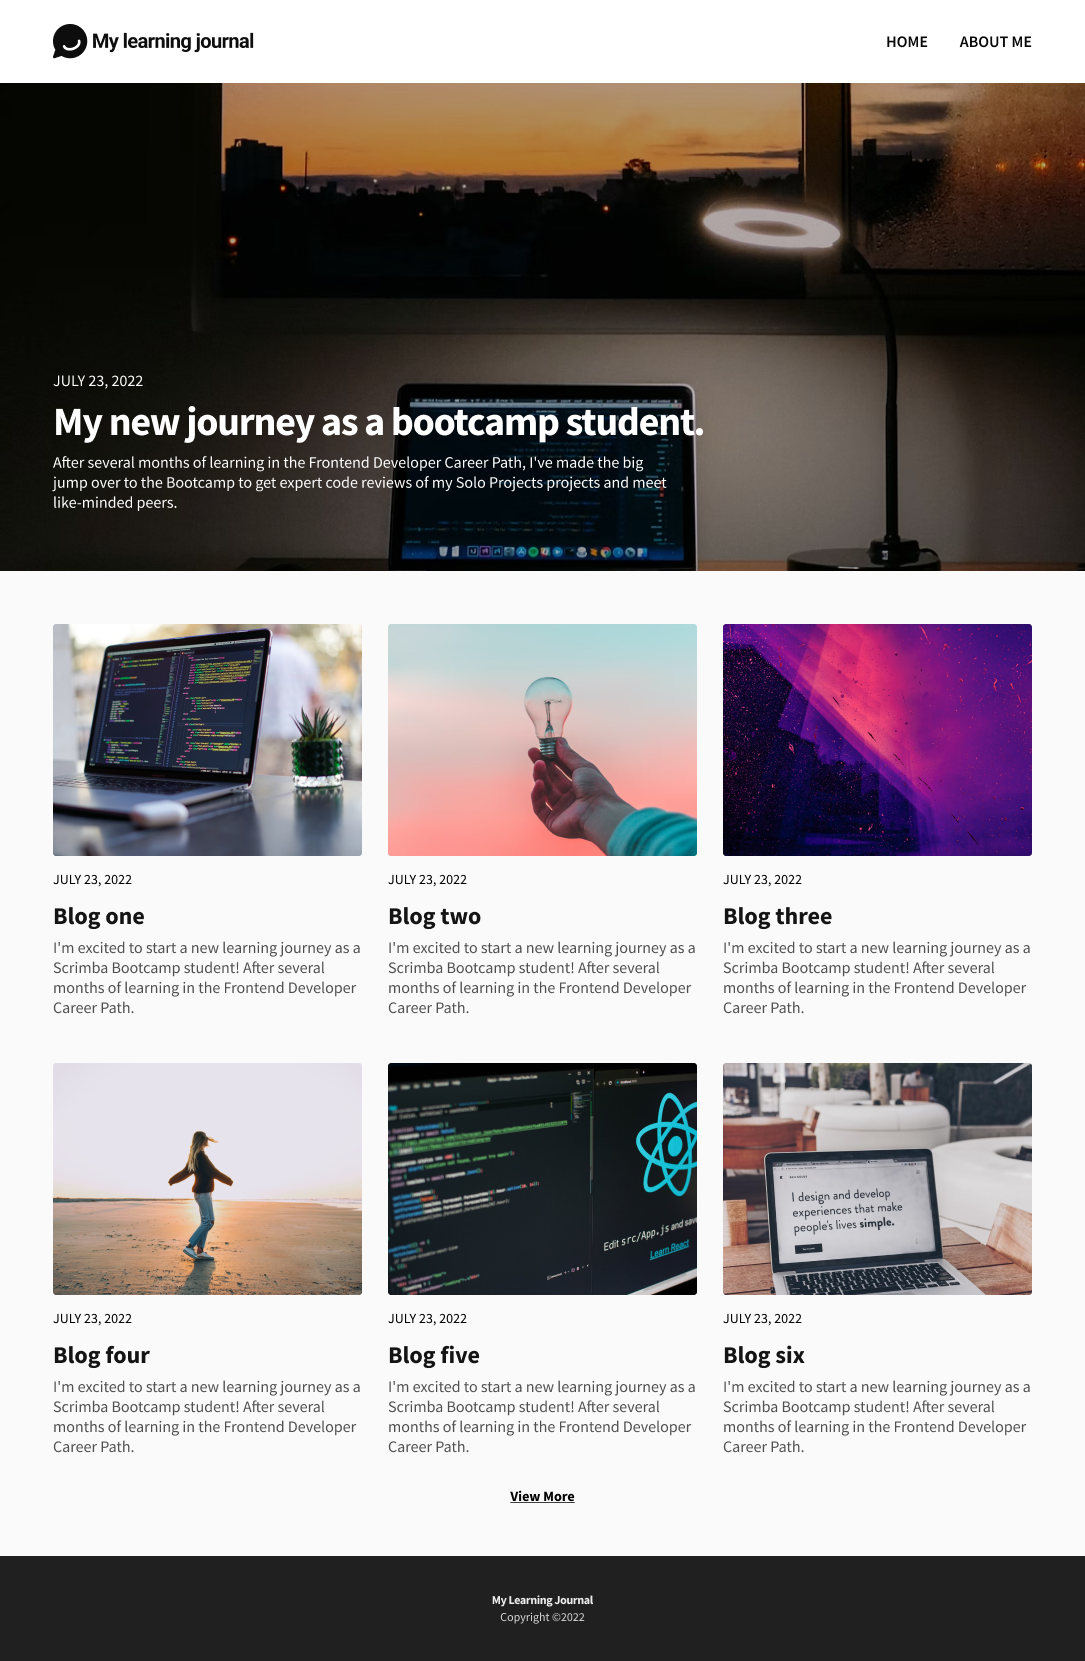 My learning journal
HOME
ABOUT ME
JULY 23, 2022
My new journey as a bootcamp student.
After several months of learning in the Frontend Developer Career Path, I've made the big
jump over to the Bootcamp to get expert code reviews of my Solo Projects projects and meet
like-minded peers.
JULY 23, 2022
Blog one
I'm excited to start a new learning journey as a
Scrimba Bootcamp student! After several
months of learning in the Frontend Developer
Career Path.
JULY 23, 2022
Blog two
I'm excited to start a new learning journey as a
Scrimba Bootcamp student! After several
months of learning in the Frontend Developer
Career Path.
JULY 23, 2022
Blog three
I'm excited to start a new learning journey as a
Scrimba Bootcamp student! After several
months of learning in the Frontend Developer
Career Path.
Edit src/App.js and save
Learn React
I design and develop
experiences that make
people's lives simple.
JULY 23, 2022
Blog four
I'm excited to start a new learning journey as a
Scrimba Bootcamp student! After several
months of learning in the Frontend Developer
Career Path.
JULY 23, 2022
Blog five
I'm excited to start a new learning journey as a
Scrimba Bootcamp student! After several
months of learning in the Frontend Developer
Career Path.
JULY 23, 2022
Blog six
I'm excited to start a new learning journey as a
Scrimba Bootcamp student! After several
months of learning in the Frontend Developer
Career Path.
View More
My Learning Journal
Copyright ©2022